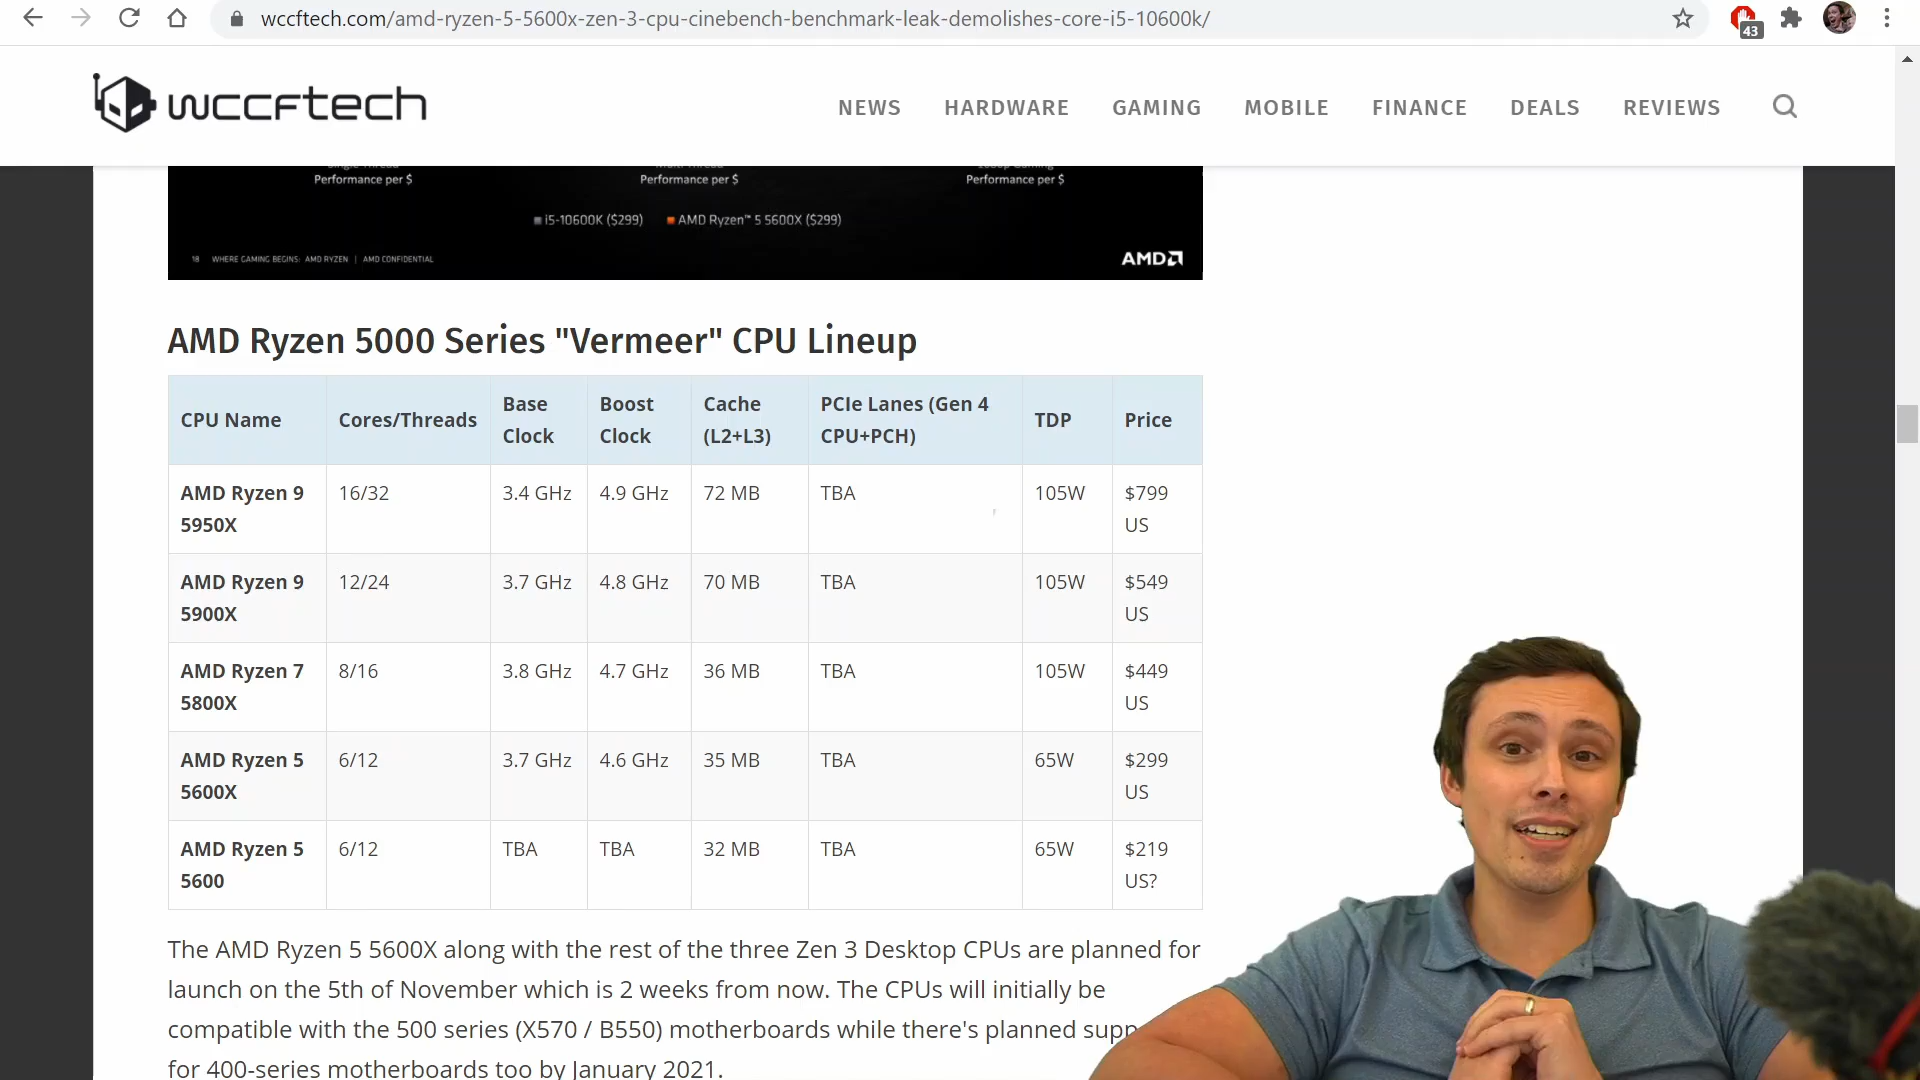 wccftech.com/amd-ryzen-5-5600x-zen-3-cpu-cinebench-benchmark-leak-demolishes-core-i5-10600k/
43
wccftech
NEWS HARDWARE GAMING MOBILE FINANCE DEALS REVIEWS
Performance per $ Performance per $ Performance per $
i5-10600K ($299) AMD Ryzen™ 5 5600X ($299)
18 WHERE GAMING BEGINS: AMD RYZEN | AMD CONFIDENTIAL
AMD
AMD Ryzen 5000 Series "Vermeer" CPU Lineup
CPU Name Cores/Threads Base Clock Boost Clock Cache (L2+L3) PCIe Lanes (Gen 4 CPU+PCH) TDP Price
AMD Ryzen 9 5950X 16/32 3.4 GHz 4.9 GHz 72 MB TBA 105W $799 US
AMD Ryzen 9 5900X 12/24 3.7 GHz 4.8 GHz 70 MB TBA 105W $549 US
AMD Ryzen 7 5800X 8/16 3.8 GHz 4.7 GHz 36 MB TBA 105W $449 US
AMD Ryzen 5 5600X 6/12 3.7 GHz 4.6 GHz 35 MB TBA 65W $299 US
AMD Ryzen 5 5600 6/12 TBA TBA 32 MB TBA 65W $219 US?
The AMD Ryzen 5 5600X along with the rest of the three Zen 3 Desktop CPUs are planned for
launch on the 5th of November which is 2 weeks from now. The CPUs will initially be
compatible with the 500 series (X570 / B550) motherboards while there's planned
for 400-series motherboards too by January 2021.